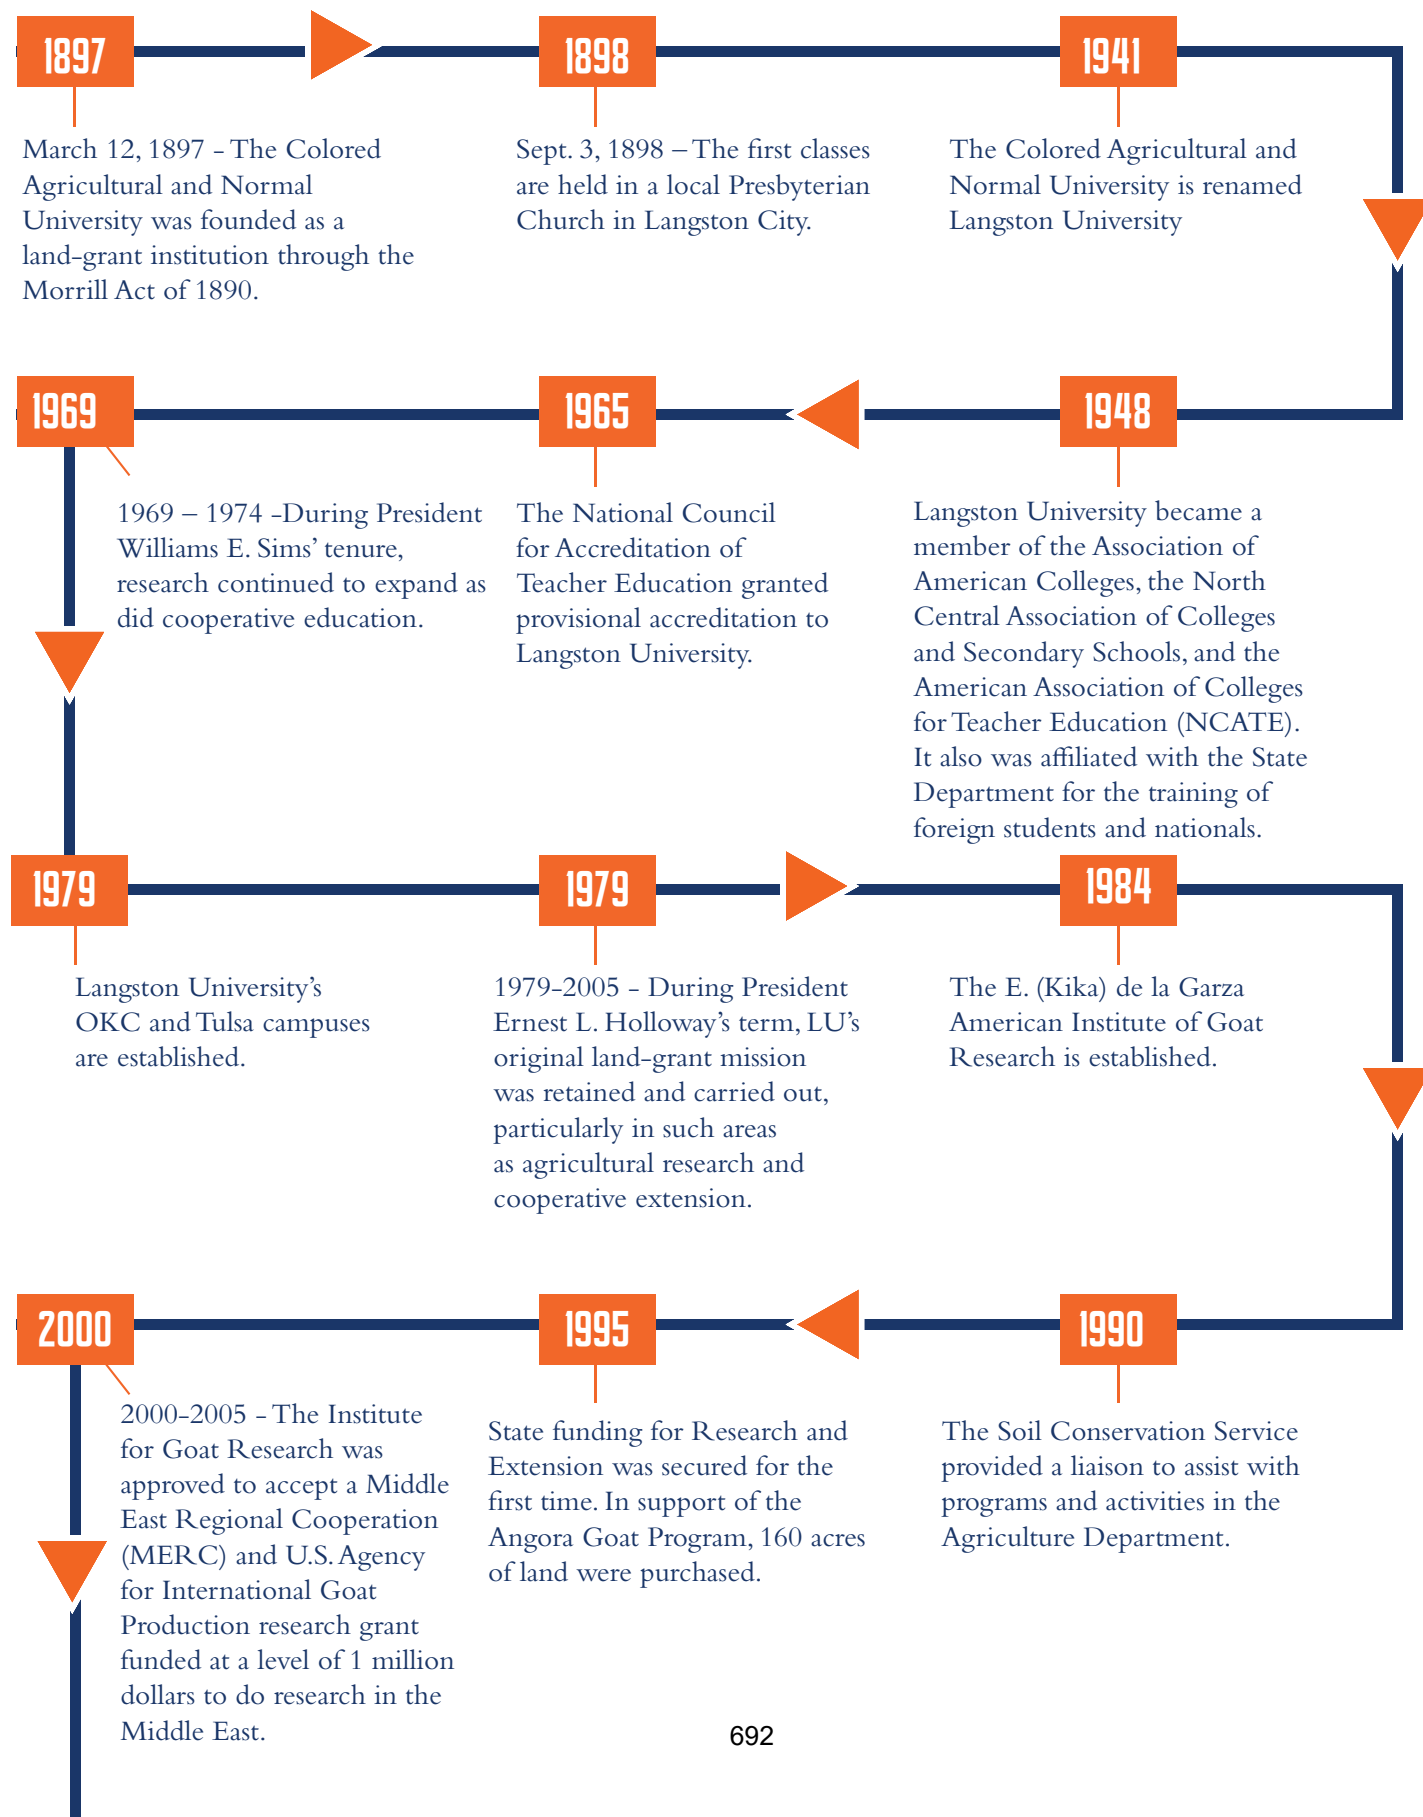 1897
March 12, 1897 - The Colored
Agricultural and Normal
University was founded as a
land-grant institution through the
Morrill Act of 1890.
1898
Sept. 3, 1898 – The first classes
are held in a local Presbyterian
Church in Langston City.
1941
The Colored Agricultural and
Normal University is renamed
Langston University
1948
Langston University became a
member of the Association of
American Colleges, the North
Central Association of Colleges
and Secondary Schools, and the
American Association of Colleges
for Teacher Education (NCATE).
It also was affiliated with the State
Department for the training of
foreign students and nationals.
1965
The National Council
for Accreditation of
Teacher Education granted
provisional accreditation to
Langston University.
1969
1969 – 1974 -During President
Williams E. Sims’ tenure,
research continued to expand as
did cooperative education.
1979
Langston University’s
OKC and Tulsa campuses
are established.
1979
1979-2005 - During President
Ernest L. Holloway’s term, LU’s
original land-grant mission
was retained and carried out,
particularly in such areas
as agricultural research and
cooperative extension.
1984
The E. (Kika) de la Garza
American Institute of Goat
Research is established.
1990
The Soil Conservation Service
provided a liaison to assist with
programs and activities in the
Agriculture Department.
1995
State funding for Research and
Extension was secured for the
first time. In support of the
Angora Goat Program, 160 acres
of land were purchased.
2000
2000-2005 - The Institute
for Goat Research was
approved to accept a Middle
East Regional Cooperation
(MERC) and U.S. Agency
for International Goat
Production research grant
funded at a level of 1 million
dollars to do research in the
Middle East.
692